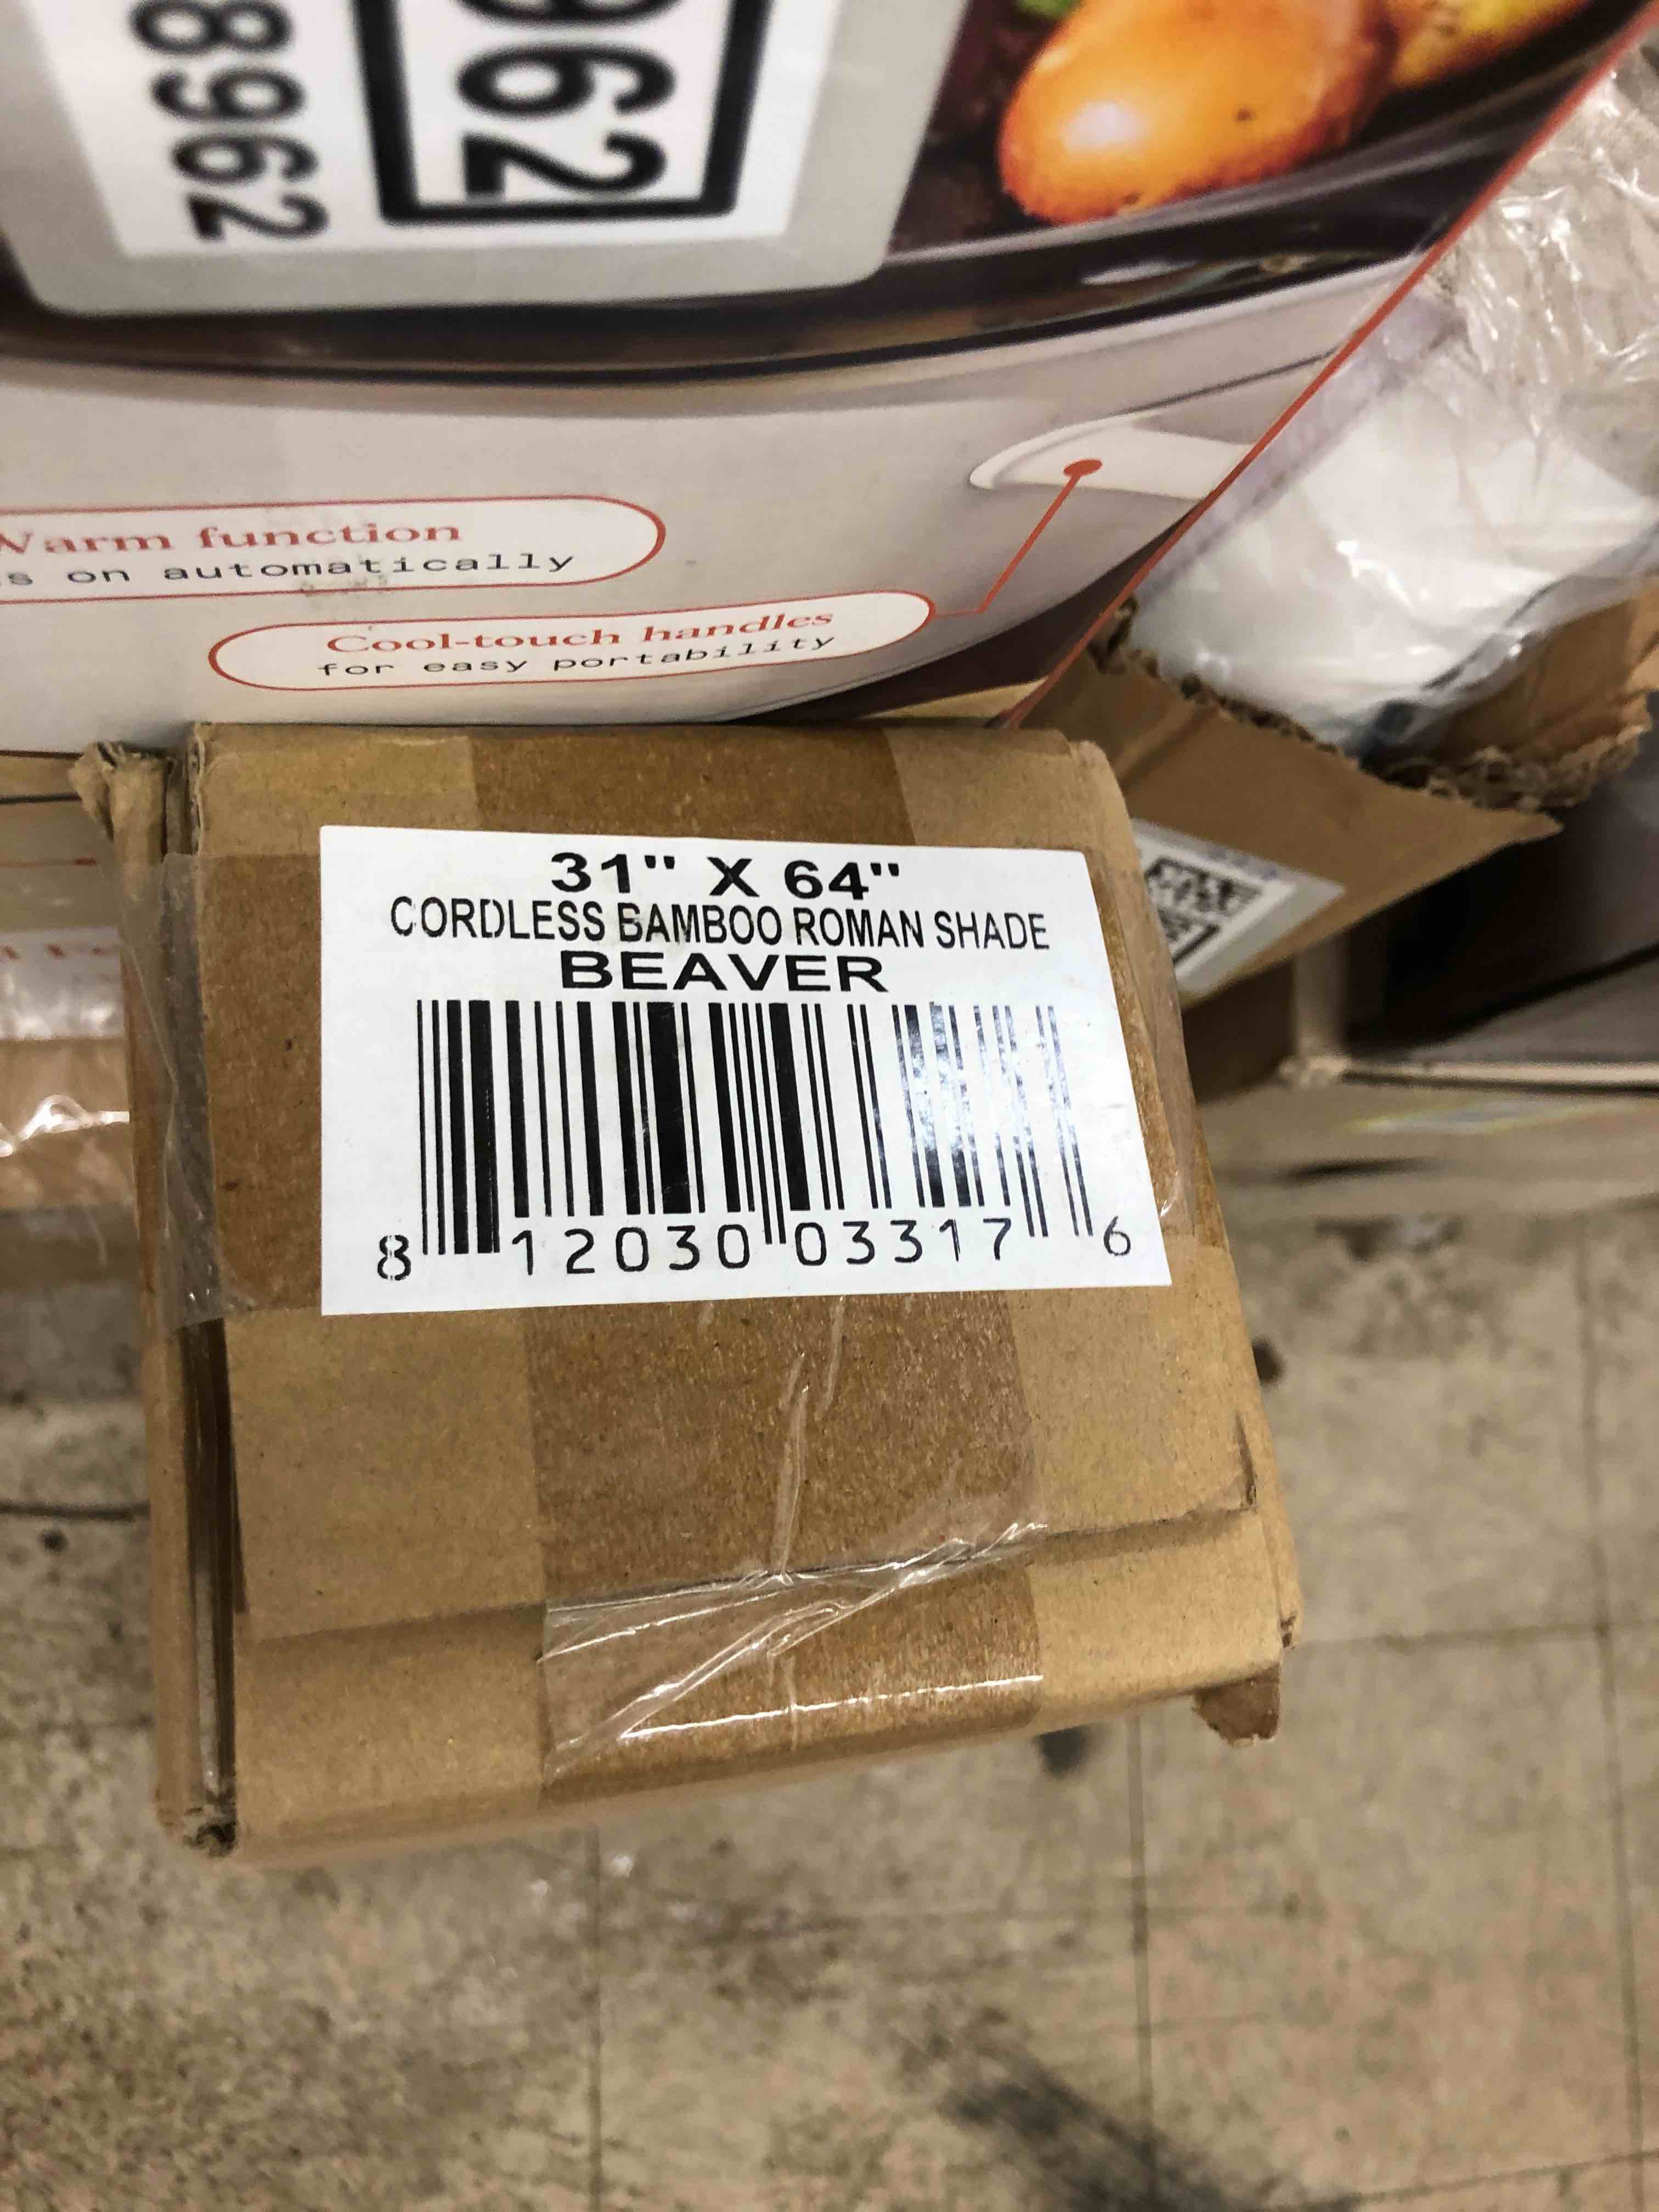 8962
962
Warm function
s on automatically
Cool-touch handles
for easy portability
31" X 64"
CORDLESS BAMBOO ROMAN SHADE
BEAVER
8 12030 03317 6